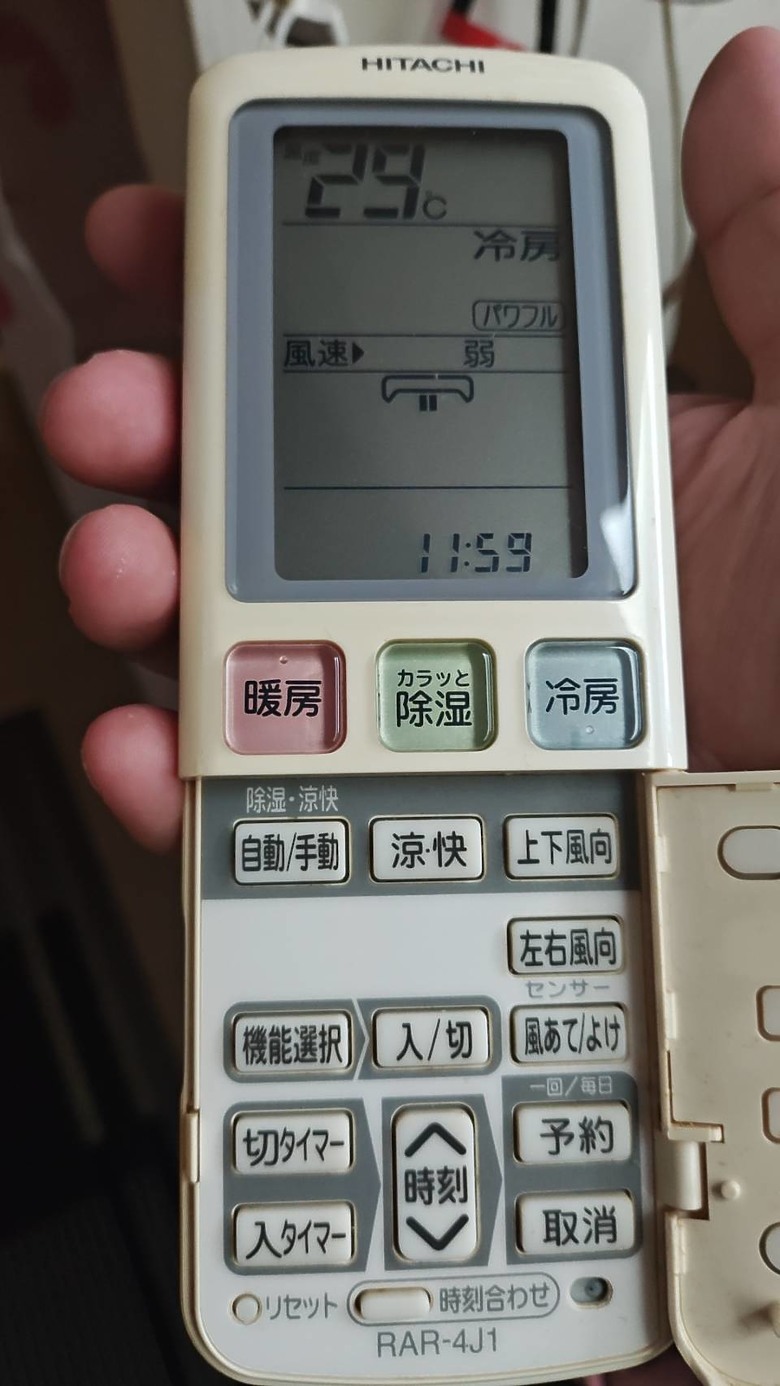 HITACHI
29℃
冷房
パワフル
風速▶ 弱
11:59
暖房
カラッと
除湿
冷房
除湿・涼快
自動/手動
涼・快
上下風向
左右風向
センサー
風あて/よけ
機能選択
入/切
一回/毎日
切タイマー
時刻
予約
入タイマー
取消
リセット
時刻合わせ
RAR-4J1